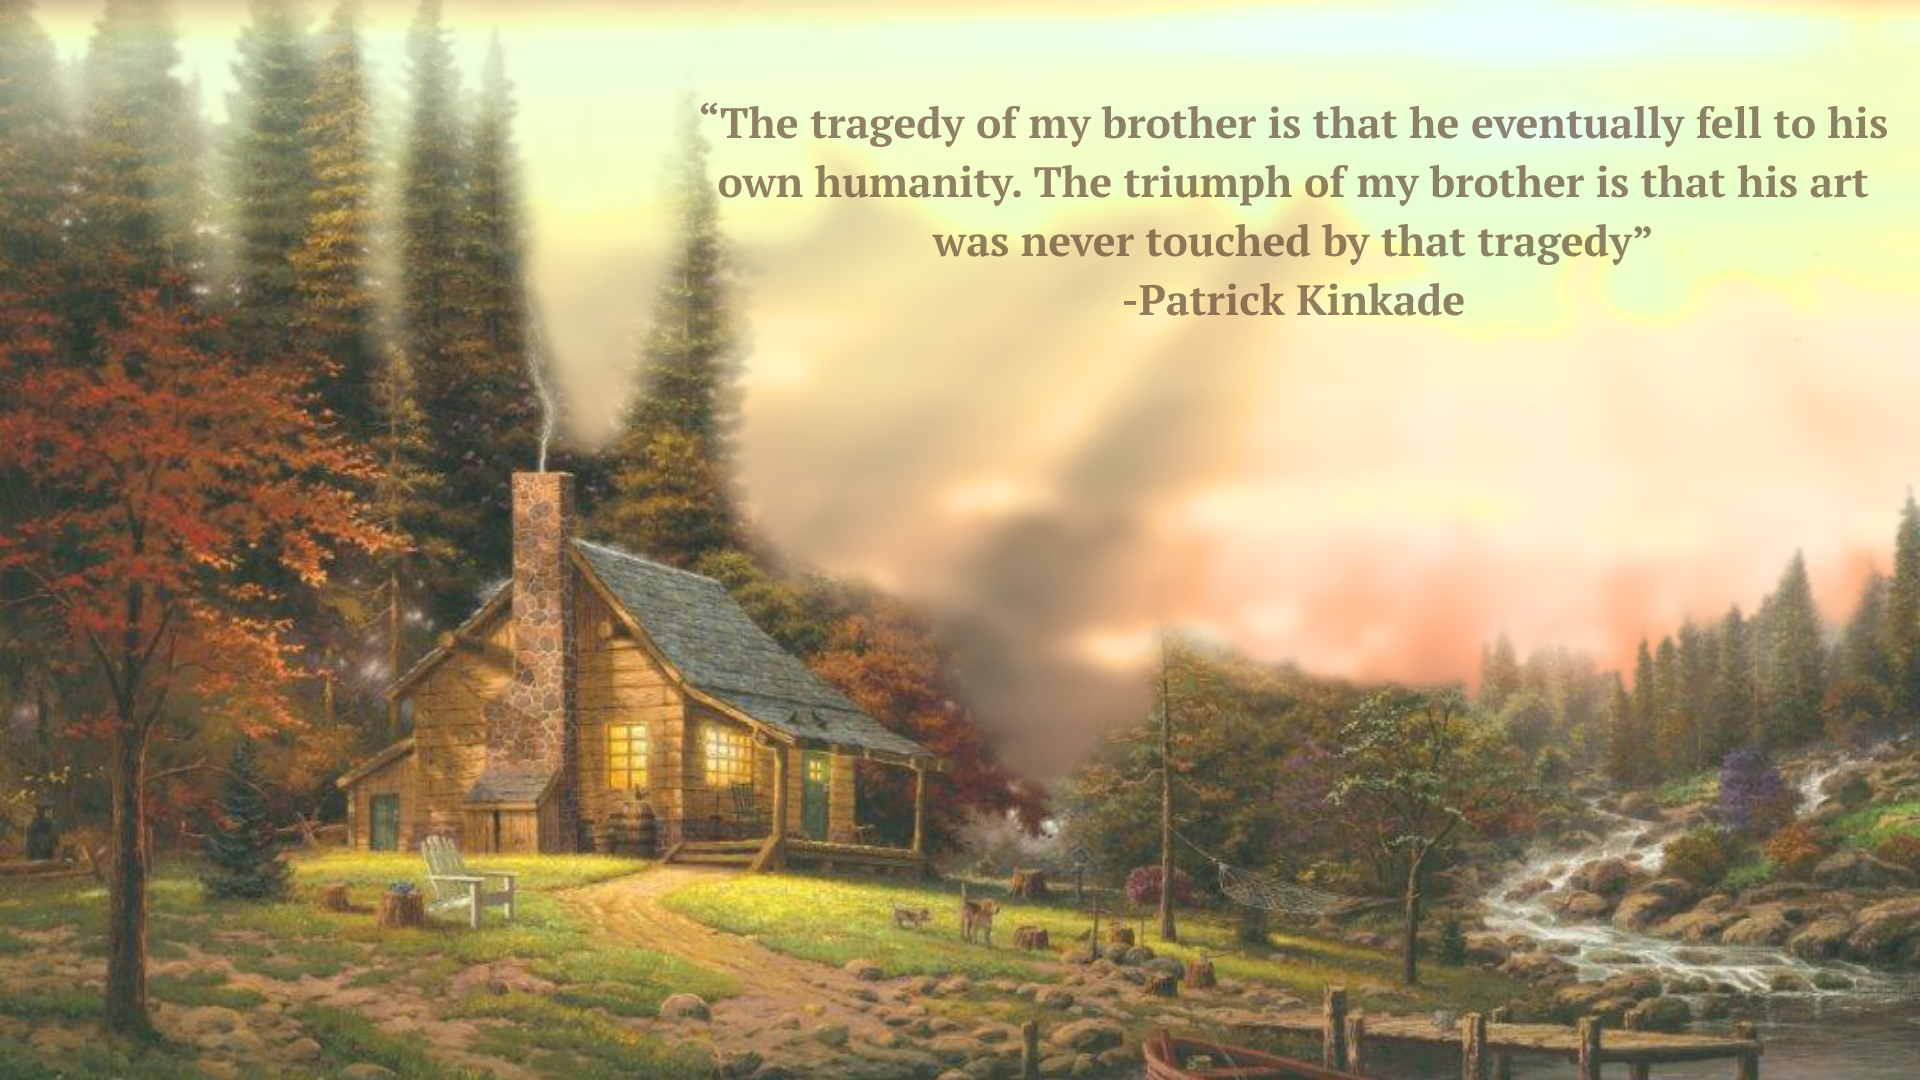 “The tragedy of my brother is that he eventually fell to his
own humanity. The triumph of my brother is that his art
was never touched by that tragedy”
-Patrick Kinkade